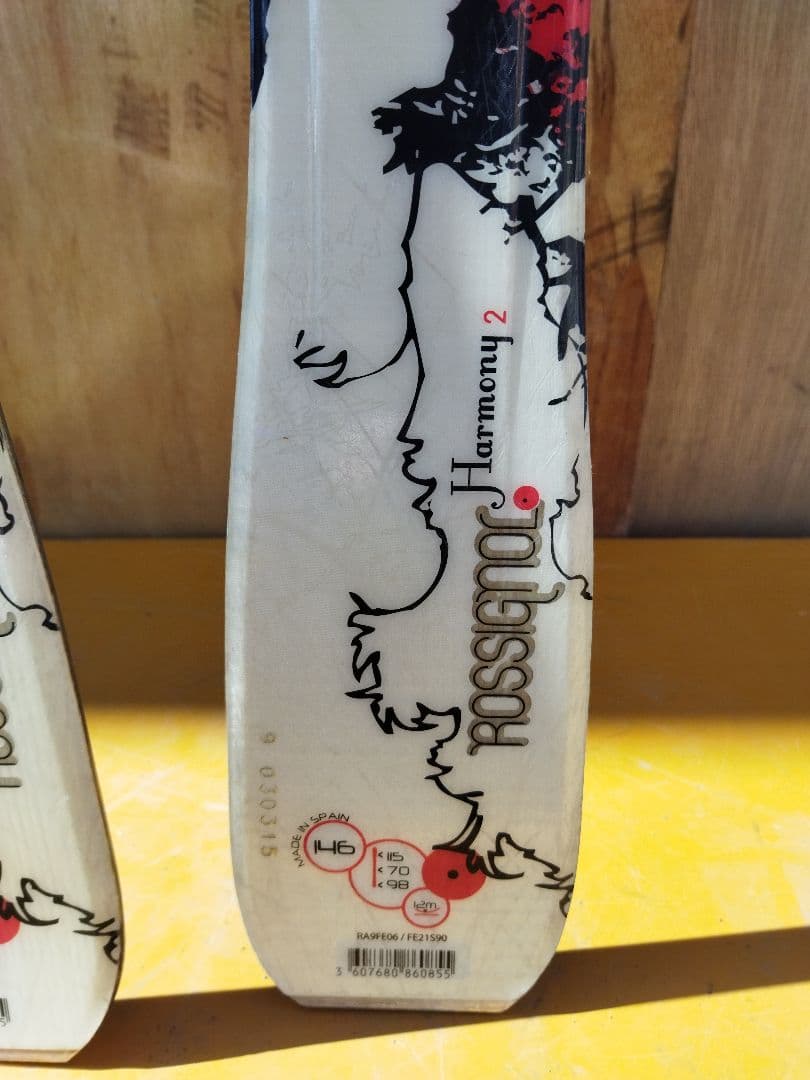 Harmony 2
ROSSIGNOL
9 030315
MADE IN SPAIN
146
< 115
< 70
< 98
12m
RA9FE06 / FE21S90
3 607680 860855